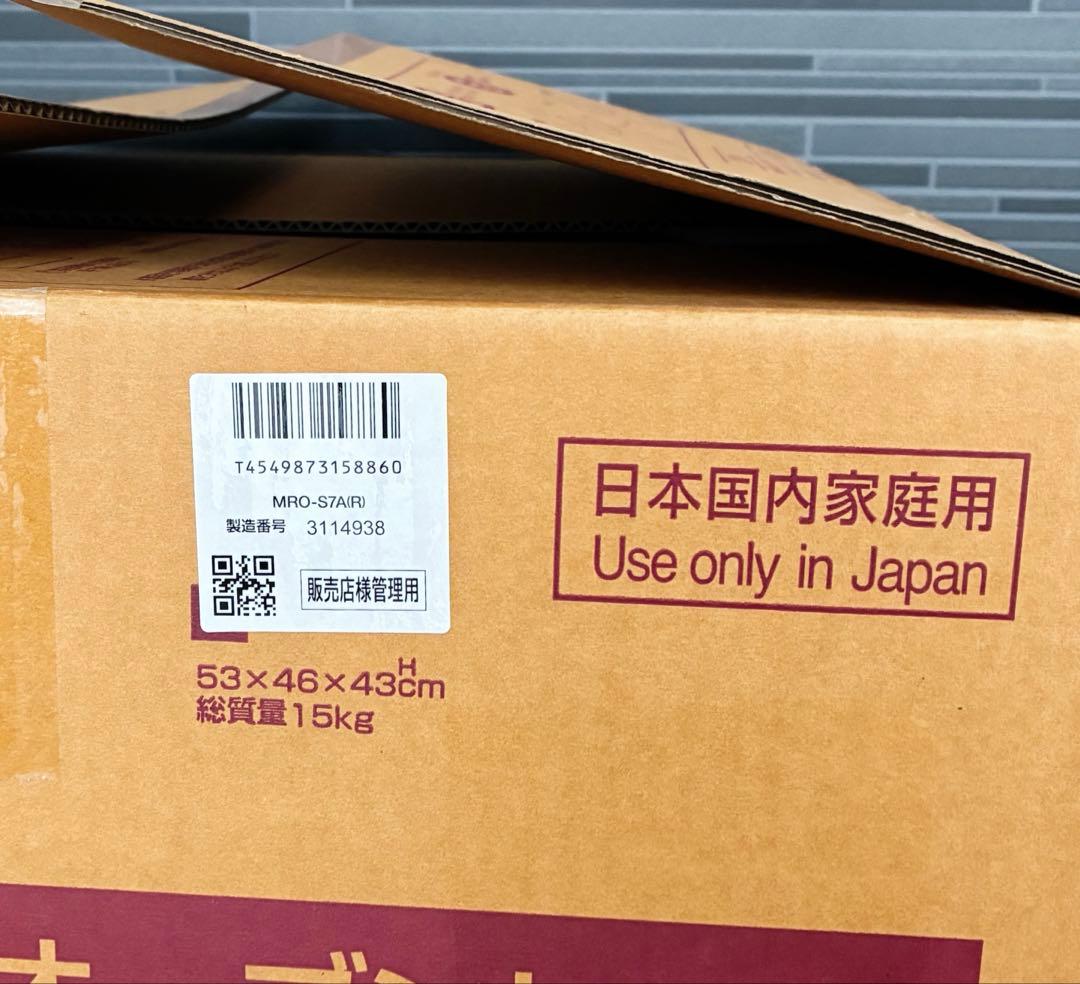 T4549873158860
MRO-S7A(R)
製造番号 3114938
販売店様管理用
日本国内家庭用
Use only in Japan
53×46×43Hcm
総質量15kg